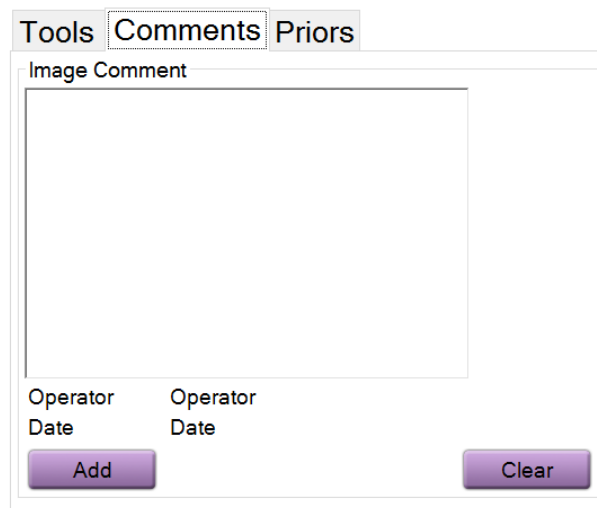 Tools Comments Priors
Image Comment
Operator Operator
Date Date
Add Clear